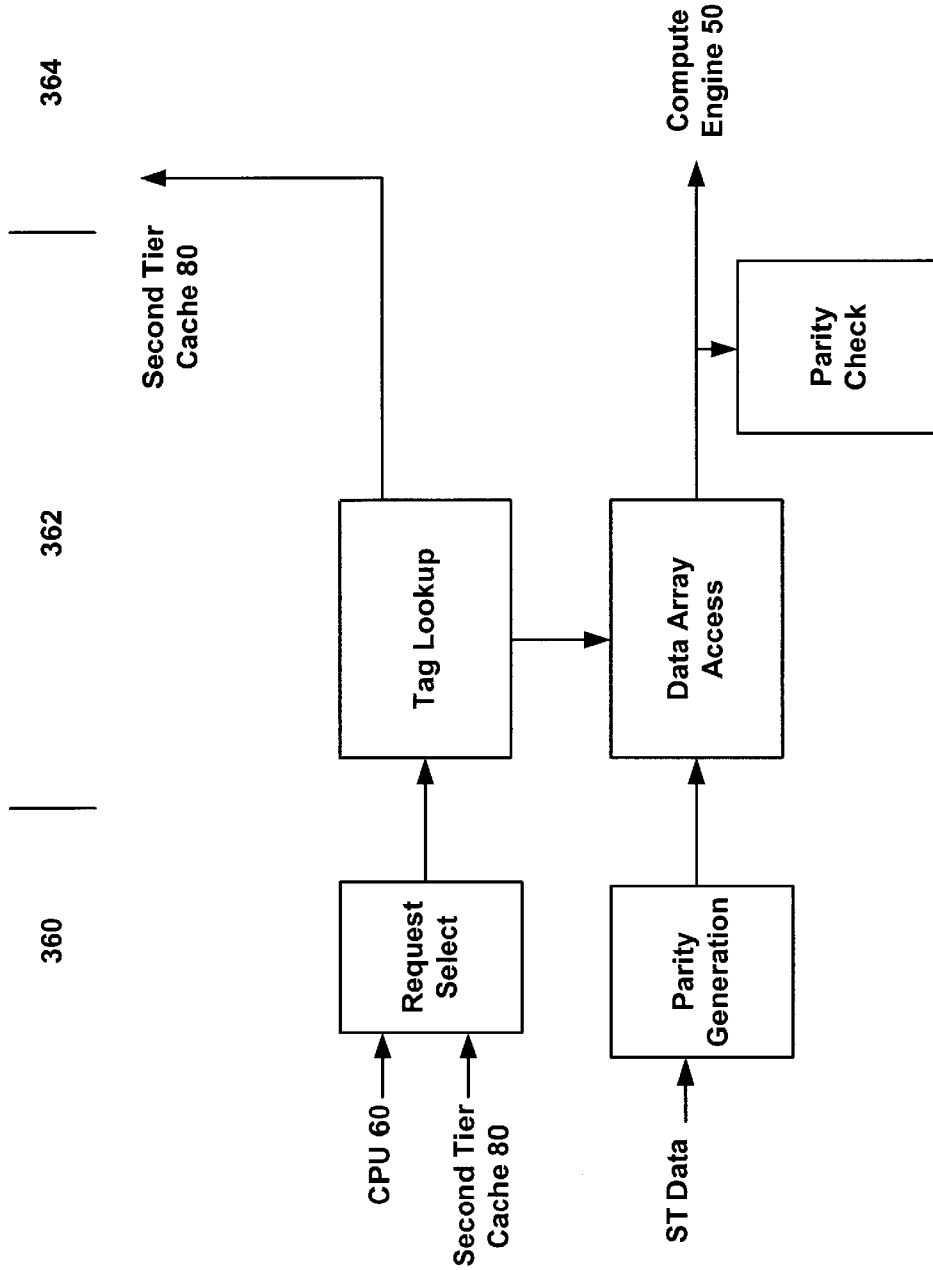 360
362
364
Second Tier
Cache 80
CPU 60
Second Tier
Cache 80
Request
Select
Tag Lookup
ST Data
Parity
Generation
Data Array
Access
Parity
Check
Compute
Engine 50